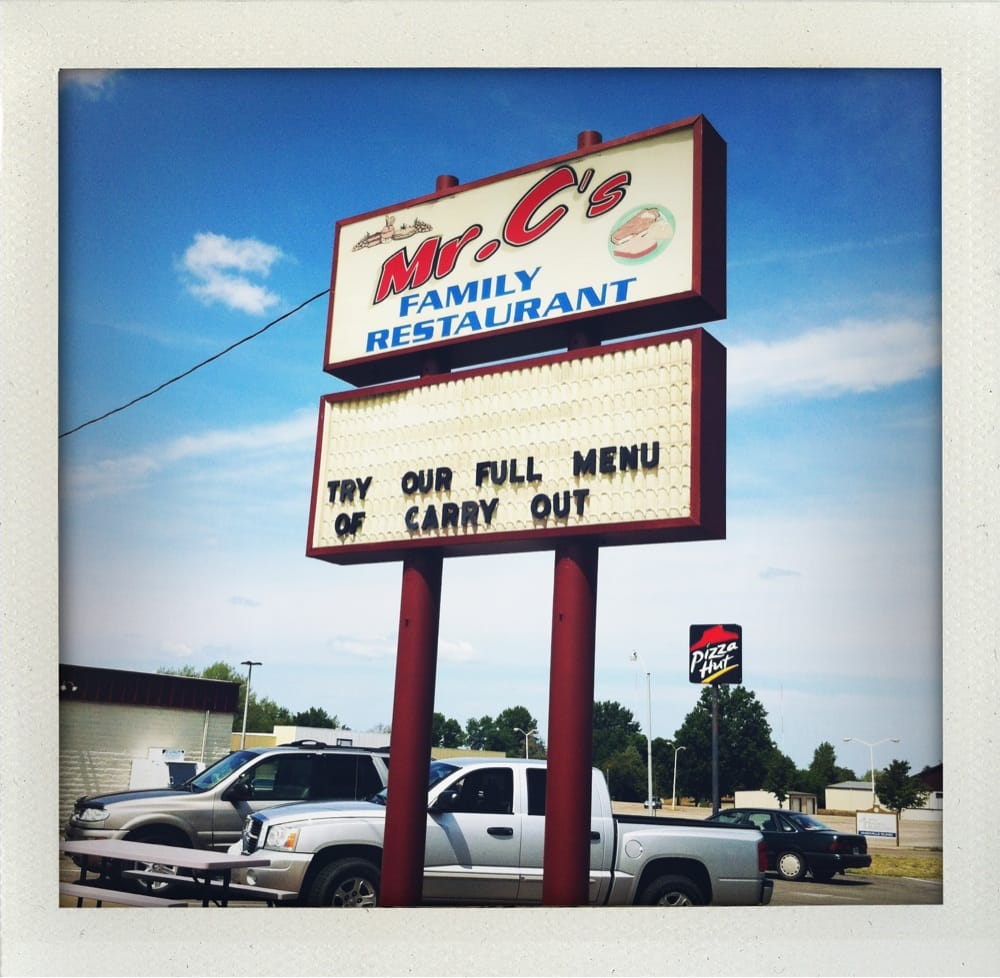 Mr. C's
FAMILY
RESTAURANT
TRY OUR FULL MENU
OF CARRY OUT
Pizza
Hut